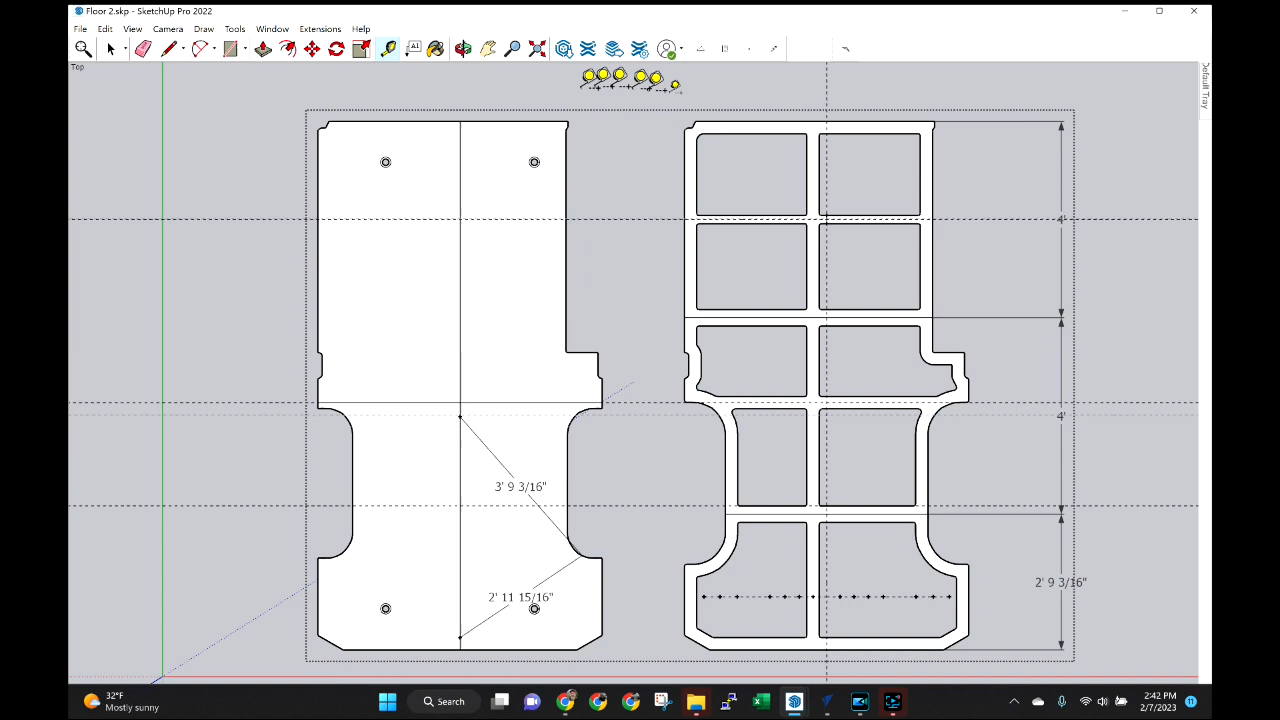 Floor 2.skp - SketchUp Pro 2022
File Edit View Camera Draw Tools Window Extensions Help
A1
Top
Default Tray
4'
4'
3' 9 3/16"
2' 9 3/16"
2' 11 15/16"
32°F
Mostly sunny
Search
2:42 PM
2/7/2023